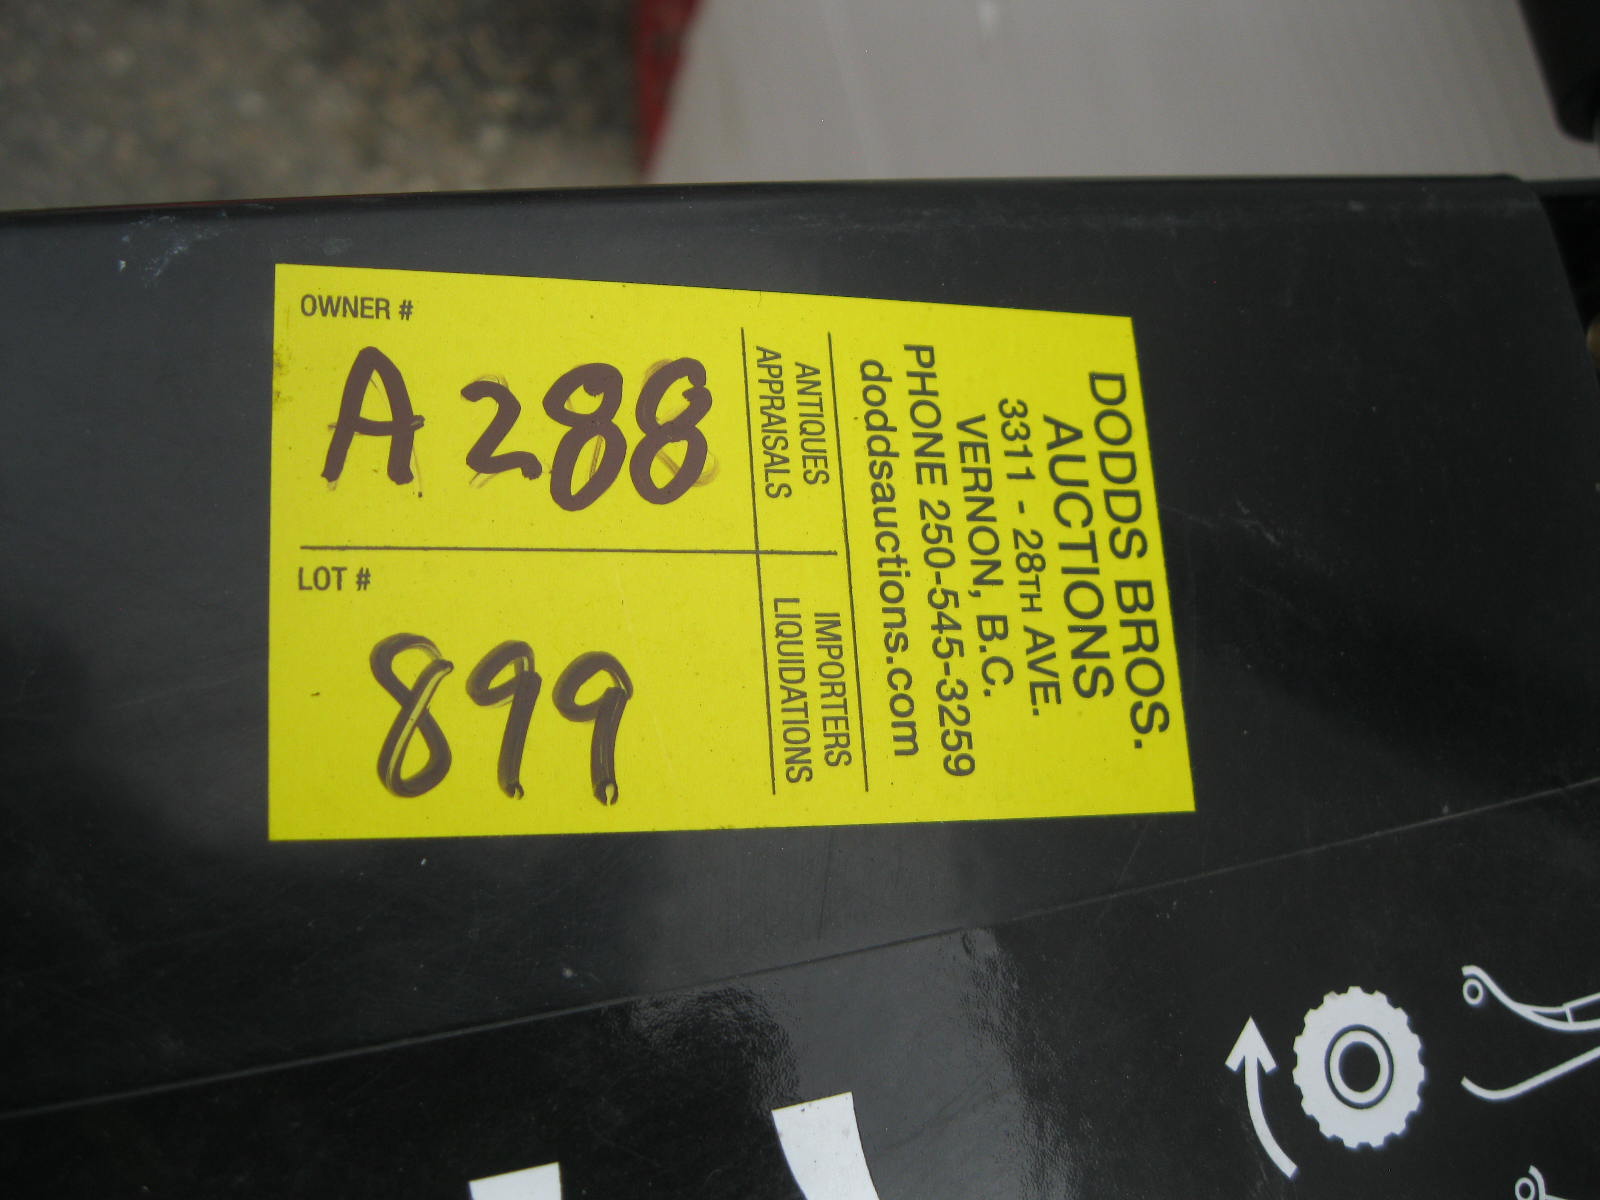 DODDS BROS.
AUCTIONS
3311 - 28TH AVE.
VERNON, B.C.
PHONE 250-545-3259
doddsauctions.com
ANTIQUES
APPRAISALS
IMPORTERS
LIQUIDATIONS
OWNER #
A288
LOT #
899